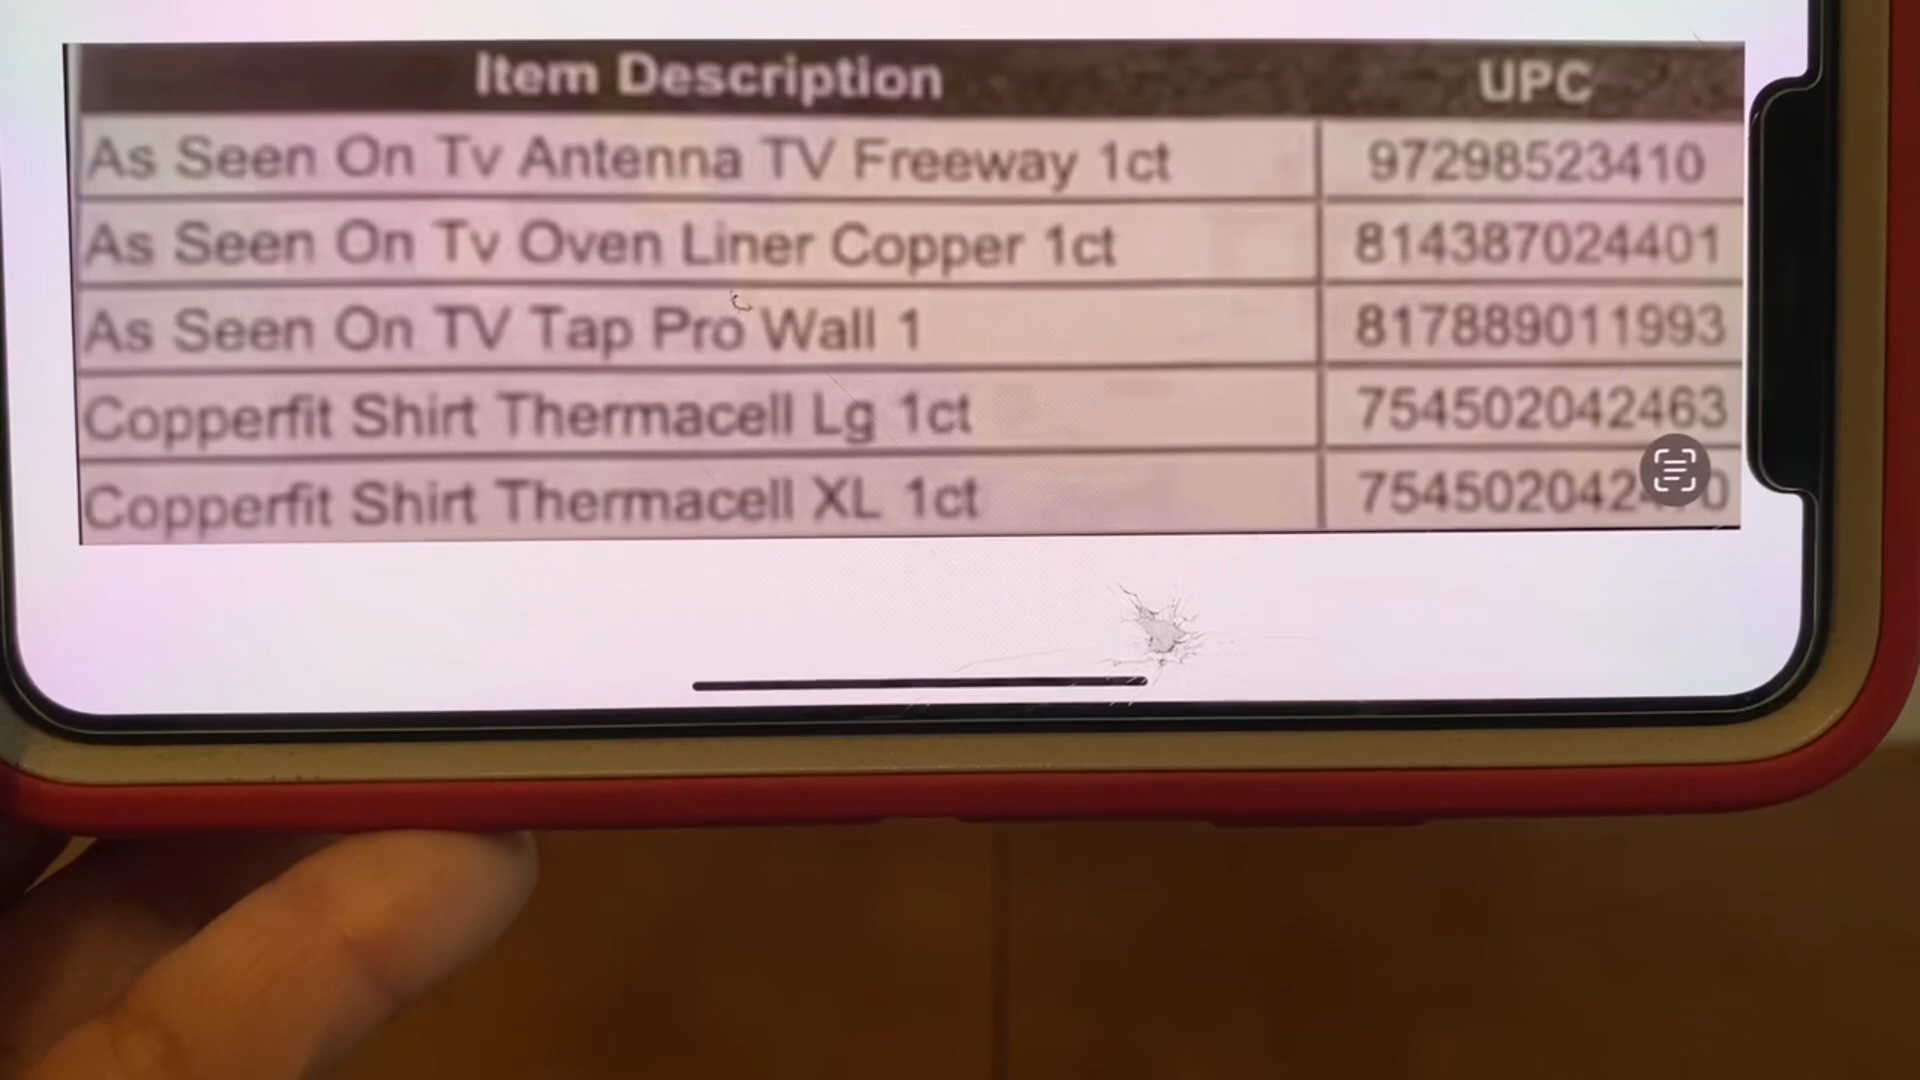 Item Description UPC
As Seen On Tv Antenna TV Freeway 1ct 97298523410
As Seen On Tv Oven Liner Copper 1ct 814387024401
As Seen On TV Tap Pro Wall 1 817889011993
Copperfit Shirt Thermacell Lg 1ct 754502042463
Copperfit Shirt Thermacell XL 1ct